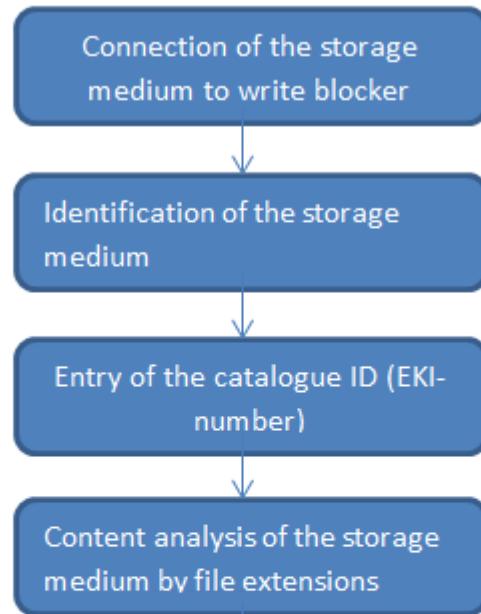 Connection of the storage
medium to write blocker
Identification of the storage
medium
Entry of the catalogue ID (EKI-
number)
Content analysis of the storage
medium by file extensions